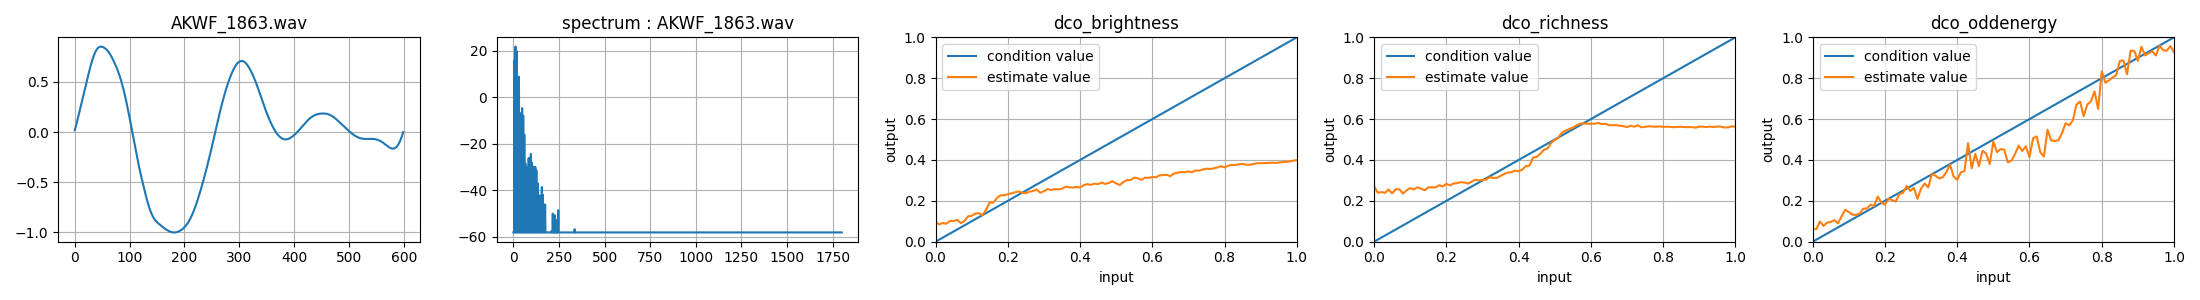 AKWF_1863.wav
0.5
0.0
−0.5
−1.0
0 100 200 300 400 500 600
spectrum : AKWF_1863.wav
20
0
−20
−40
−60
0 250 500 750 1000 1250 1500 1750
dco_brightness
condition value
estimate value
output
1.0
0.8
0.6
0.4
0.2
0.0
0.0 0.2 0.4 0.6 0.8 1.0
input
dco_richness
condition value
estimate value
output
1.0
0.8
0.6
0.4
0.2
0.0
0.0 0.2 0.4 0.6 0.8 1.0
input
dco_oddenergy
condition value
estimate value
output
1.0
0.8
0.6
0.4
0.2
0.0
0.0 0.2 0.4 0.6 0.8 1.0
input